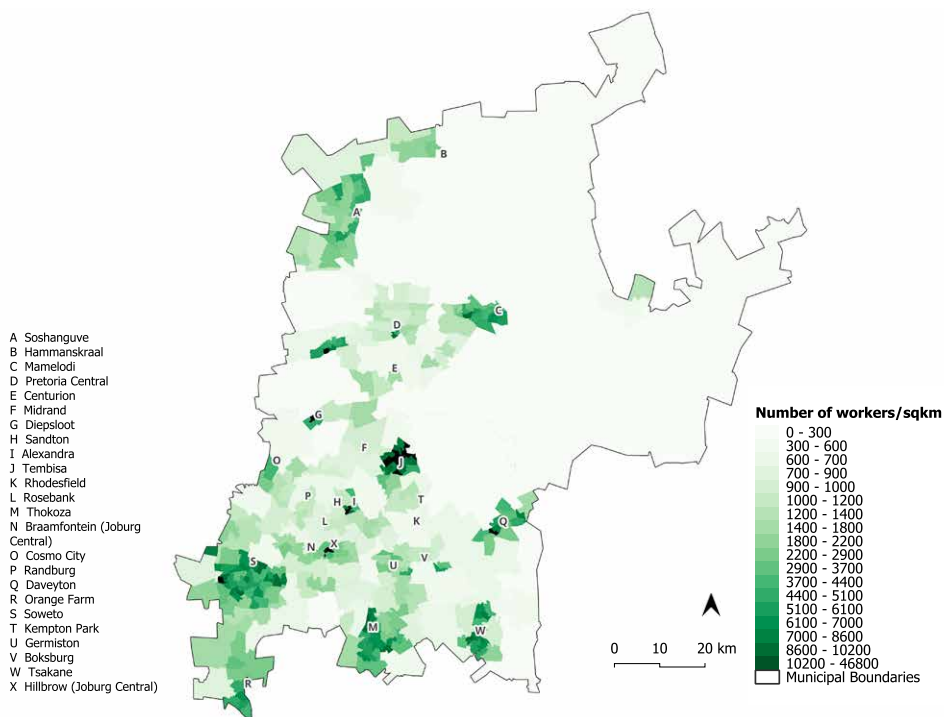 B
A
C
D
E
G
F
O
J
P
H
I
T
L
K
Q
N
X
S
V
U
M
W
R
A Soshanguve
B Hammanskraal
C Mamelodi
D Pretoria Central
E Centurion
F Midrand
G Diepsloot
H Sandton
I Alexandra
J Tembisa
K Rhodesfield
L Rosebank
M Thokoza
N Braamfontein (Joburg
Central)
O Cosmo City
P Randburg
Q Daveyton
R Orange Farm
S Soweto
T Kempton Park
U Germiston
V Boksburg
W Tsakane
X Hillbrow (Joburg Central)
0 10 20 km
Number of workers/sqkm
0 - 300
300 - 600
600 - 700
700 - 900
900 - 1000
1000 - 1200
1200 - 1400
1400 - 1800
1800 - 2200
2200 - 2900
2900 - 3700
3700 - 4400
4400 - 5100
5100 - 6100
6100 - 7000
7000 - 8600
8600 - 10200
10200 - 46800
Municipal Boundaries